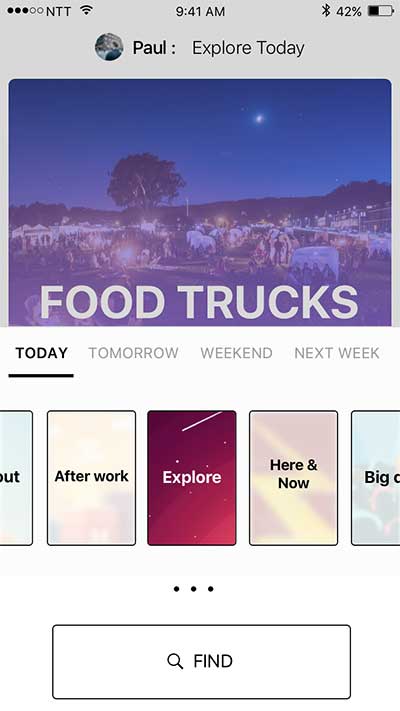 NTT 9:41 AM 42%
Paul : Explore Today
FOOD TRUCKS
TODAY TOMORROW WEEKEND NEXT WEEK
After work
Explore
Here &
Now
Big
FIND